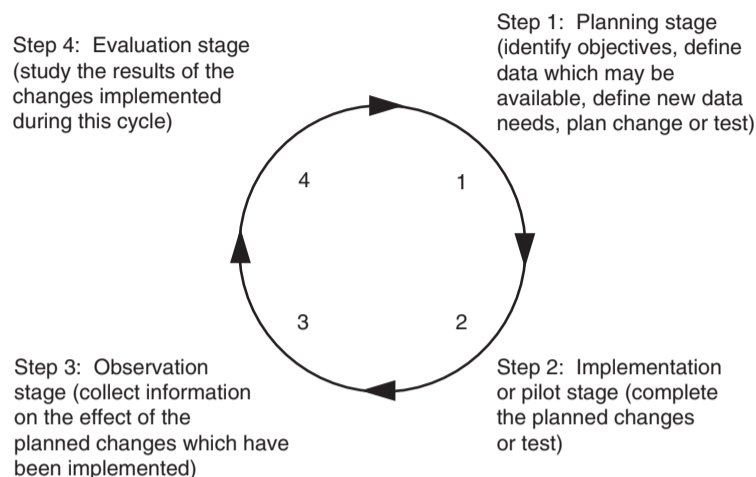 Step 1: Planning stage
(identify objectives, define
data which may be
available, define new data
needs, plan change or test)
Step 4: Evaluation stage
(study the results of the
changes implemented
during this cycle)
4
1
3
2
Step 3: Observation
stage (collect information
on the effect of the
planned changes which have
been implemented)
Step 2: Implementation
or pilot stage (complete
the planned changes
or test)